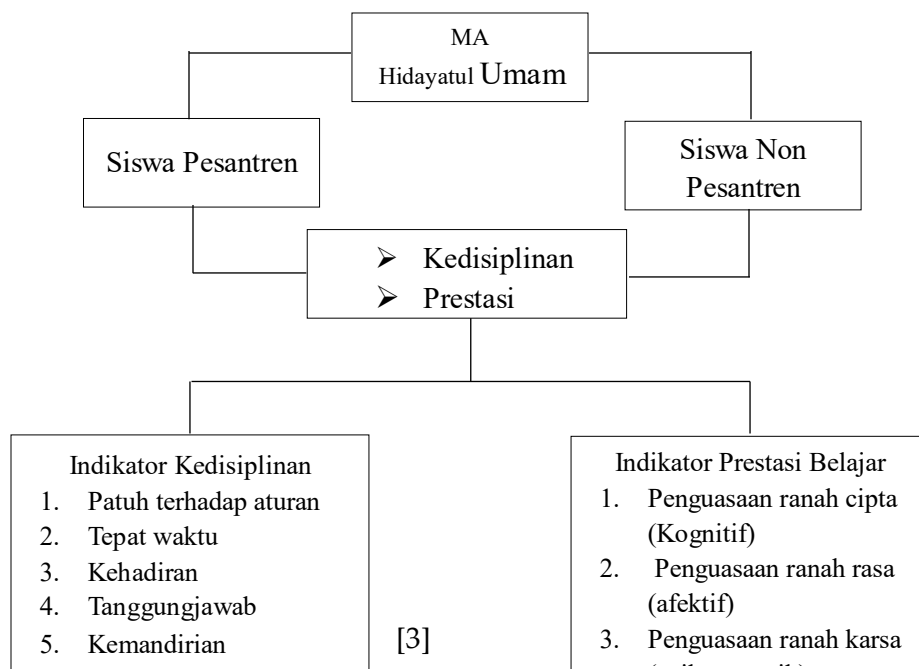 MA
Hidayatul Umam
Siswa Pesantren
Siswa Non
Pesantren
➢ Kedisiplinan
➢ Prestasi
Indikator Kedisiplinan
1. Patuh terhadap aturan
2. Tepat waktu
3. Kehadiran
4. Tanggungjawab
5. Kemandirian
[3]
Indikator Prestasi Belajar
1. Penguasaan ranah cipta
(Kognitif)
2. Penguasaan ranah rasa
(afektif)
3. Penguasaan ranah karsa